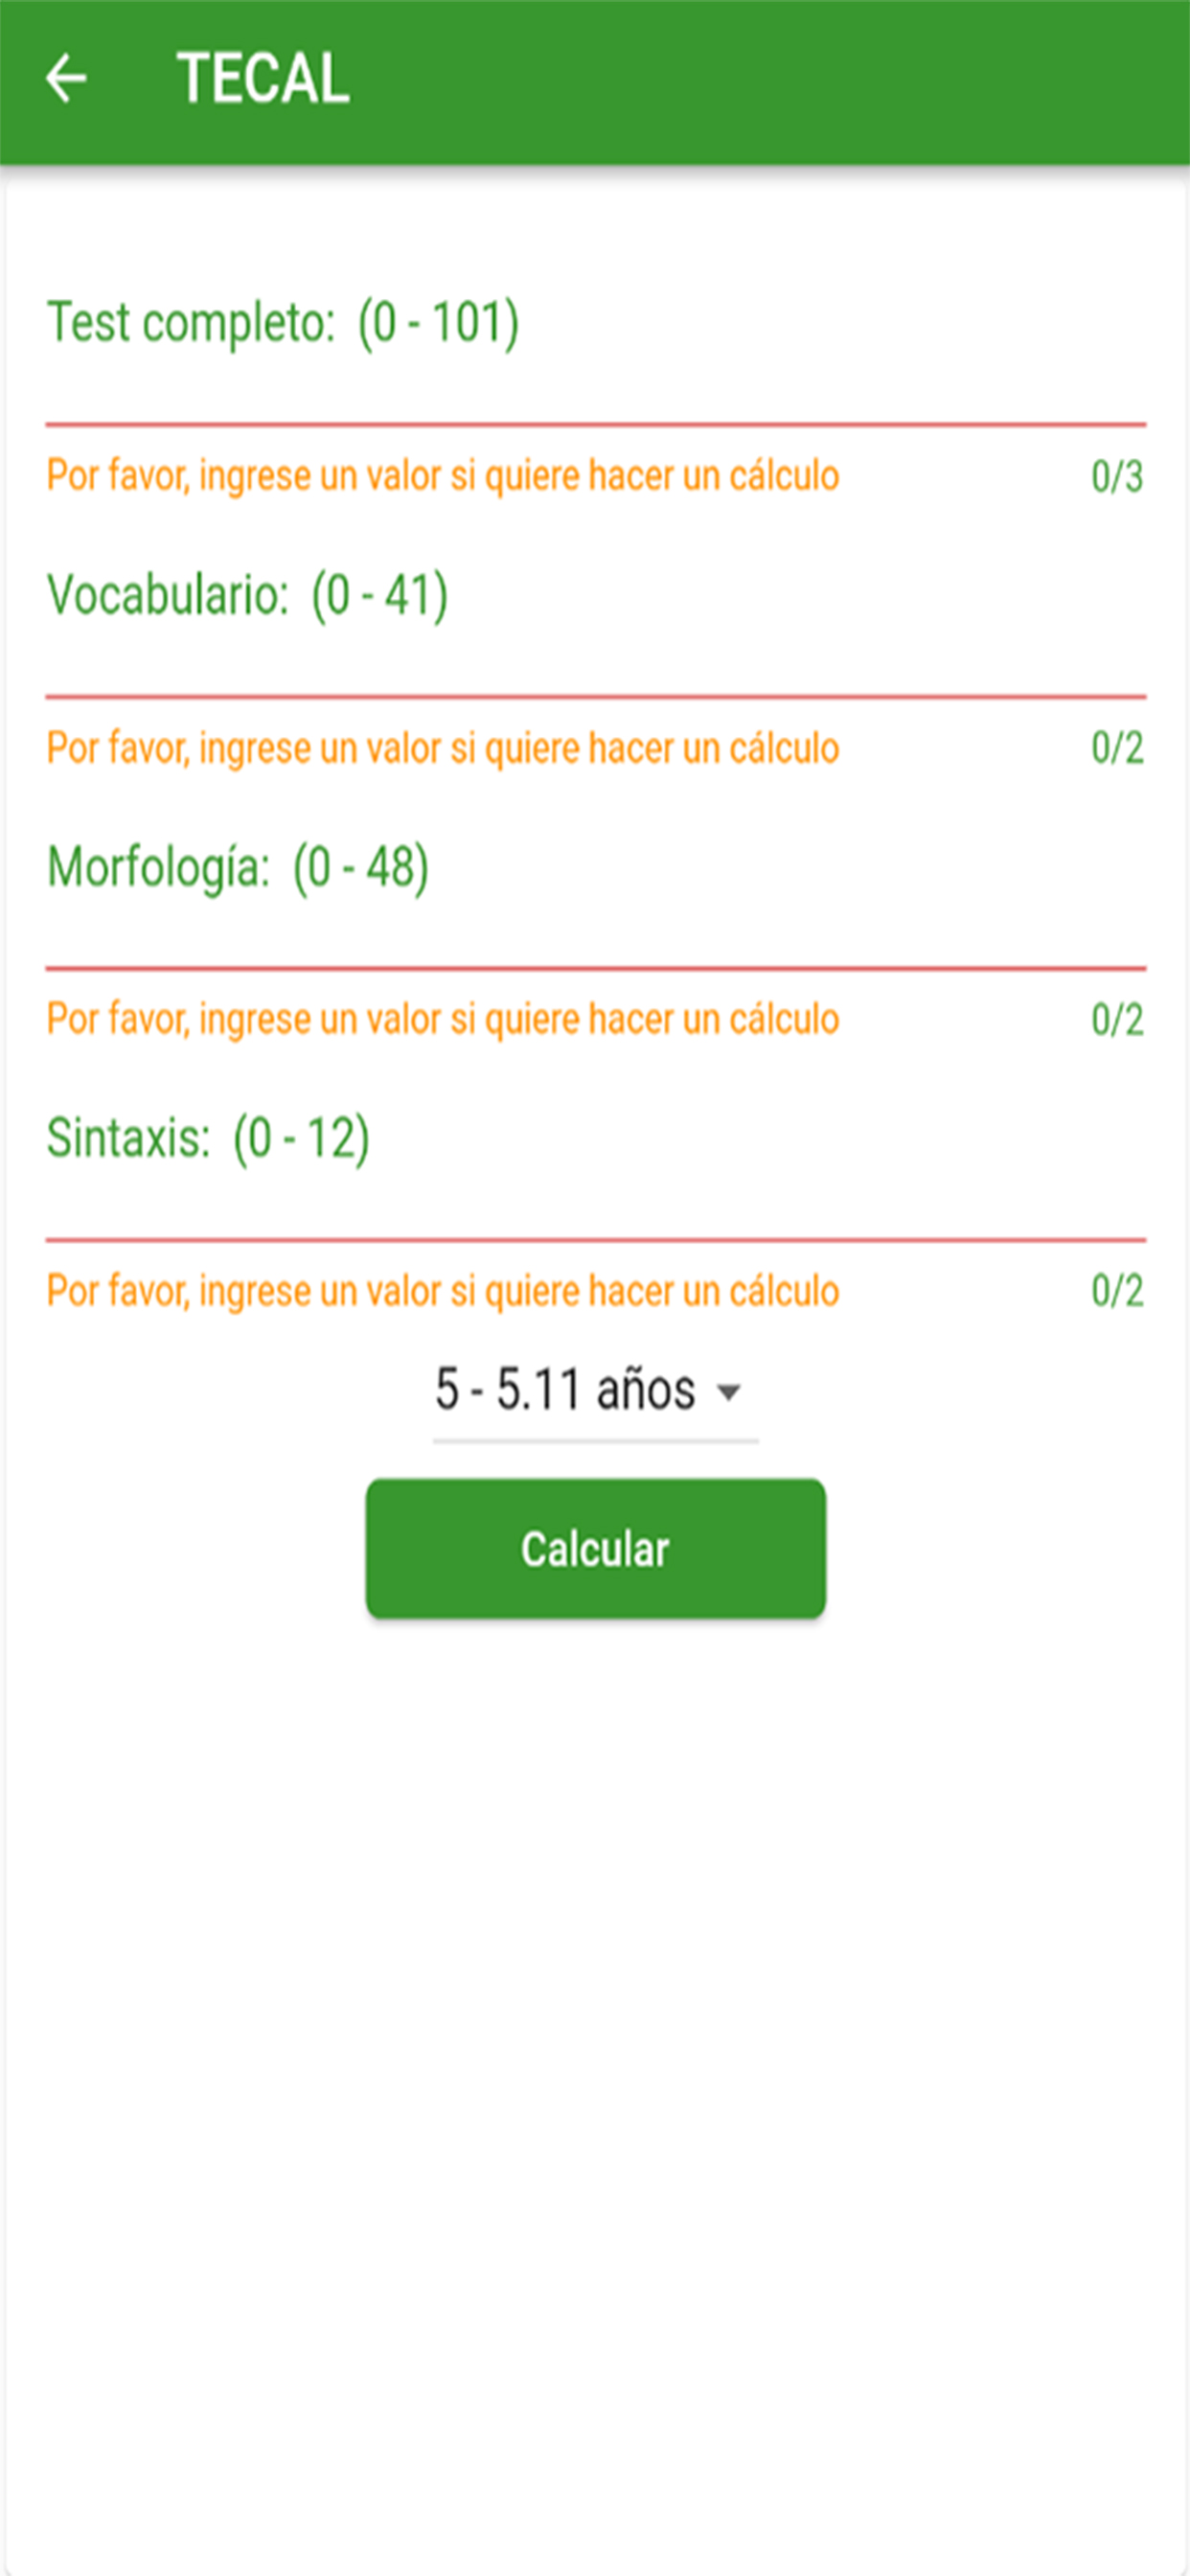 TECAL
Test completo: (0 - 101)
Por favor, ingrese un valor si quiere hacer un cálculo 0/3
Vocabulario: (0 - 41)
Por favor, ingrese un valor si quiere hacer un cálculo 0/2
Morfología: (0 - 48)
Por favor, ingrese un valor si quiere hacer un cálculo 0/2
Sintaxis: (0 - 12)
Por favor, ingrese un valor si quiere hacer un cálculo 0/2
5 - 5.11 años
Calcular